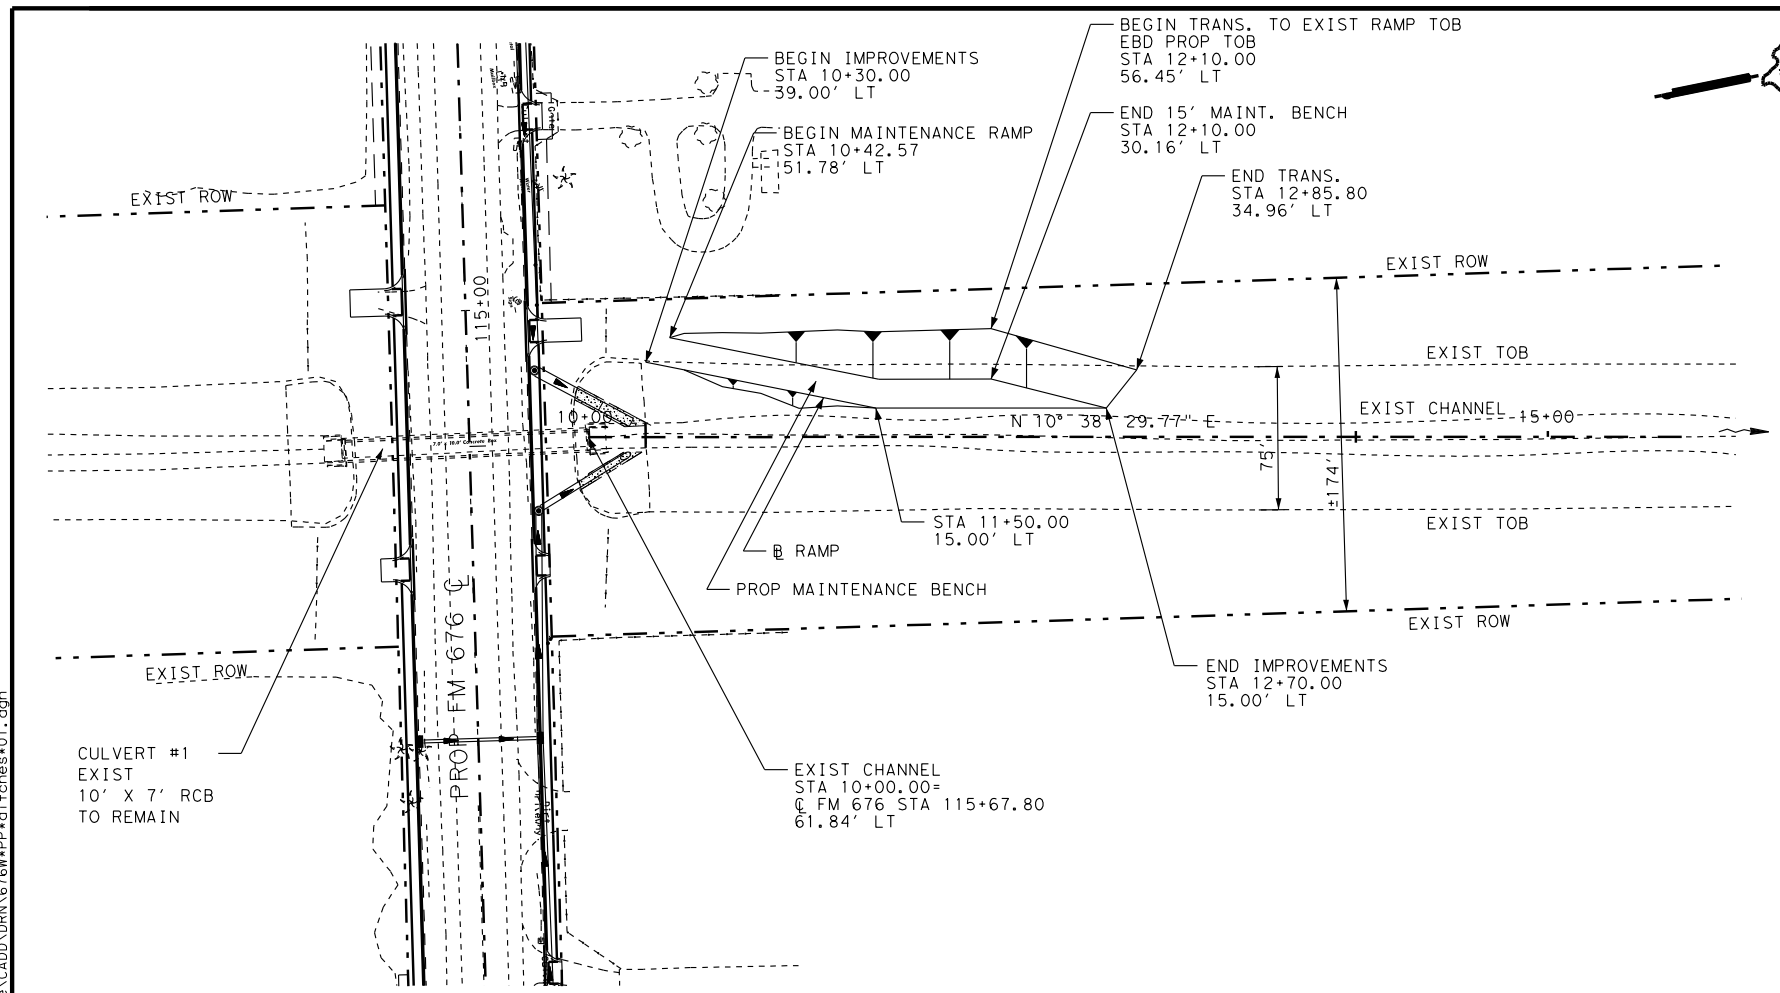 BEGIN TRANS. TO EXIST RAMP TOB
EBD PROP TOB
STA 12+10.00
56.45' LT
BEGIN IMPROVEMENTS
STA 10+30.00
39.00' LT
END 15' MAINT. BENCH
STA 12+10.00
30.16' LT
BEGIN MAINTENANCE RAMP
STA 10+42.57
51.78' LT
END TRANS.
STA 12+85.80
34.96' LT
EXIST ROW
EXIST ROW
115+00
EXIST TOB
EXIST CHANNEL
15+00
10+00
N 10° 38' 29.77" E
7.0' x 10.0' Concrete Box
75'
±174'
STA 11+50.00
15.00' LT
EXIST TOB
℄ RAMP
PROP MAINTENANCE BENCH
PROP FM 676 ℄
EXIST ROW
EXIST ROW
END IMPROVEMENTS
STA 12+70.00
15.00' LT
CULVERT #1
EXIST
10' X 7' RCB
TO REMAIN
EXIST CHANNEL
STA 10+00.00=
℄ FM 676 STA 115+67.80
61.84' LT